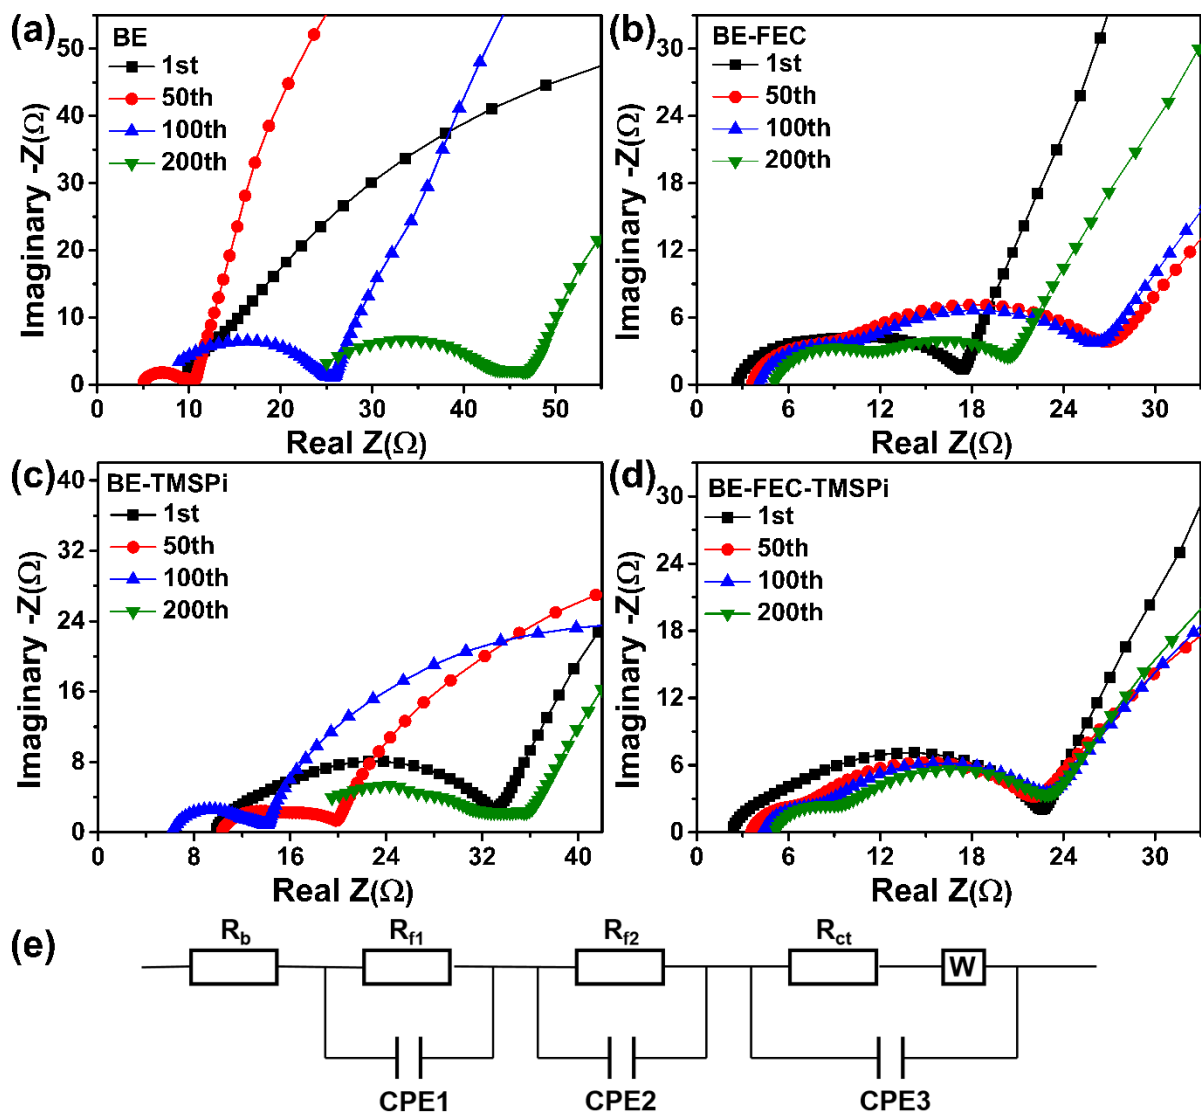 (a)
BE
1st
50th
100th
200th
50
40
30
20
10
0
0
10
20
30
40
50
Imaginary -Z(Ω)
Real Z(Ω)
(b)
BE-FEC
1st
50th
100th
200th
30
24
18
12
6
0
0
6
12
18
24
30
Imaginary -Z(Ω)
Real Z(Ω)
(c)
BE-TMSPi
1st
50th
100th
200th
40
32
24
16
8
0
0
8
16
24
32
40
Imaginary -Z(Ω)
Real Z(Ω)
(d)
BE-FEC-TMSPi
1st
50th
100th
200th
30
24
18
12
6
0
0
6
12
18
24
30
Imaginary -Z(Ω)
Real Z(Ω)
(e)
Rb
Rf1
Rf2
Rct
W
CPE1
CPE2
CPE3